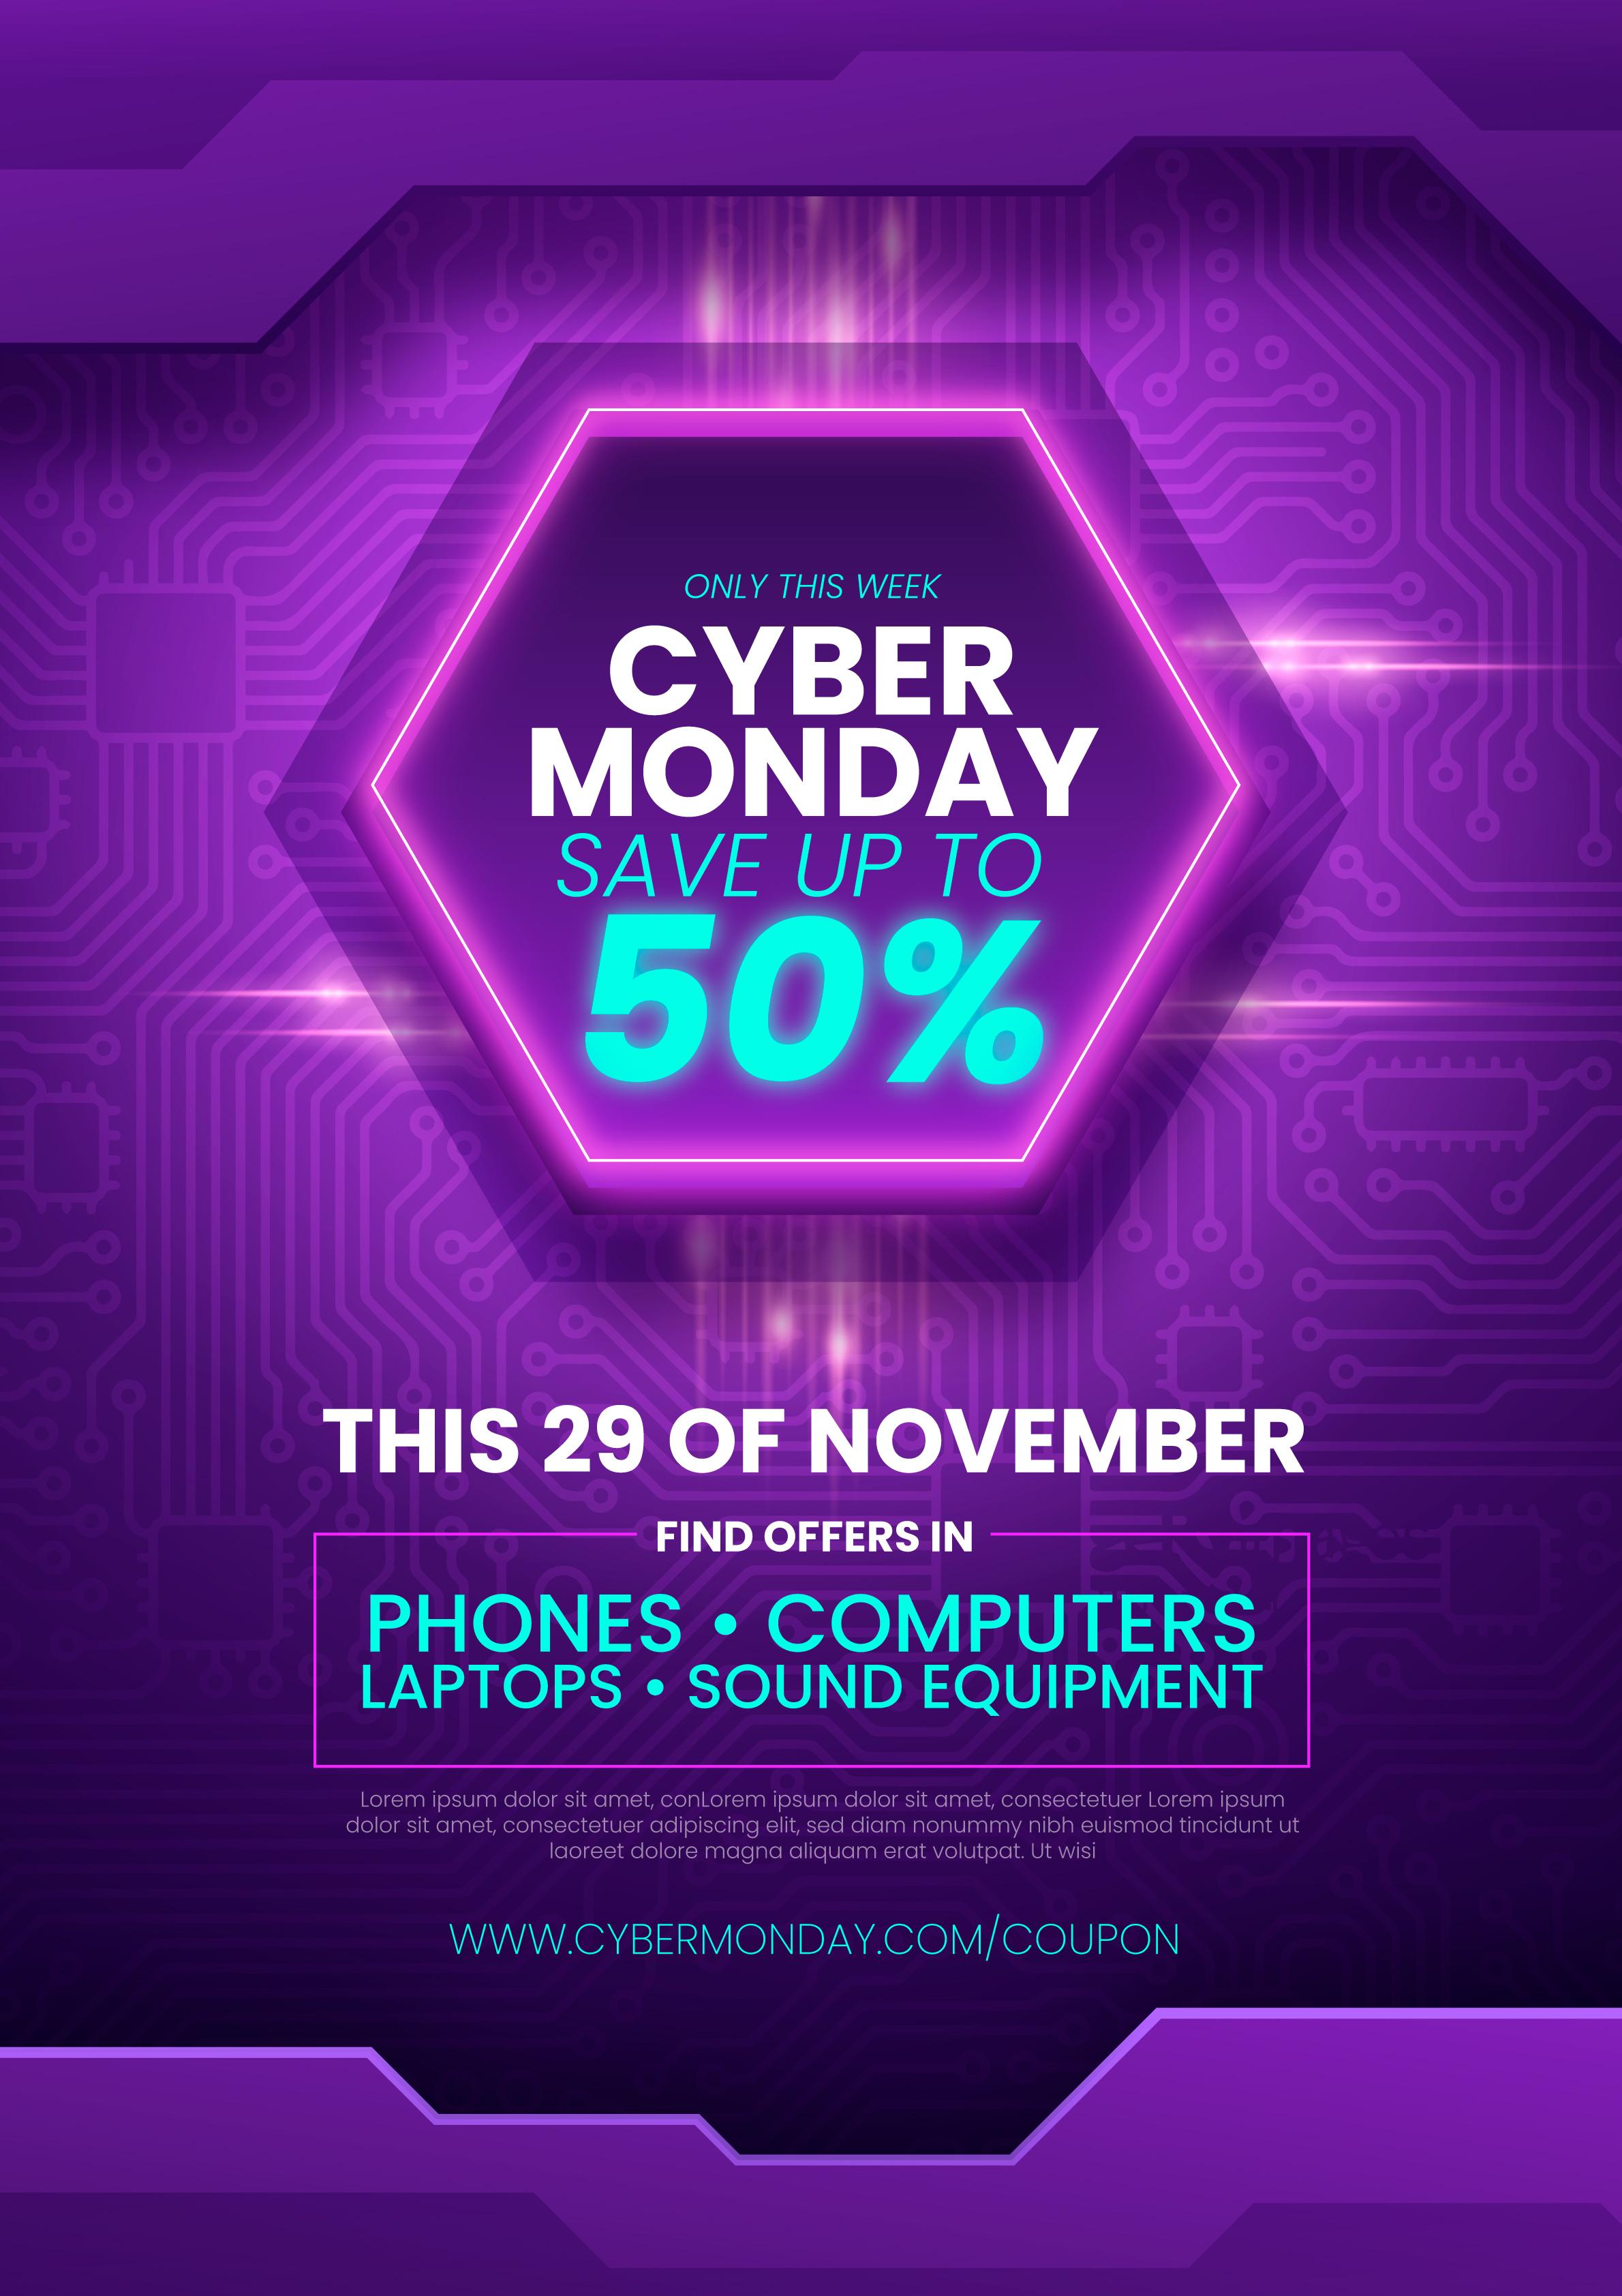 ONLY THIS WEEK
CYBER
MONDAY
SAVE UP TO
50%
THIS 29 OF NOVEMBER
FIND OFFERS IN
PHONES • COMPUTERS
LAPTOPS • SOUND EQUIPMENT
Lorem ipsum dolor sit amet, conLorem ipsum dolor sit amet, consectetuer Lorem ipsum
dolor sit amet, consectetuer adipiscing elit, sed diam nonummy nibh euismod tincidunt ut
laoreet dolore magna aliquam erat volutpat. Ut wisi
WWW.CYBERMONDAY.COM/COUPON